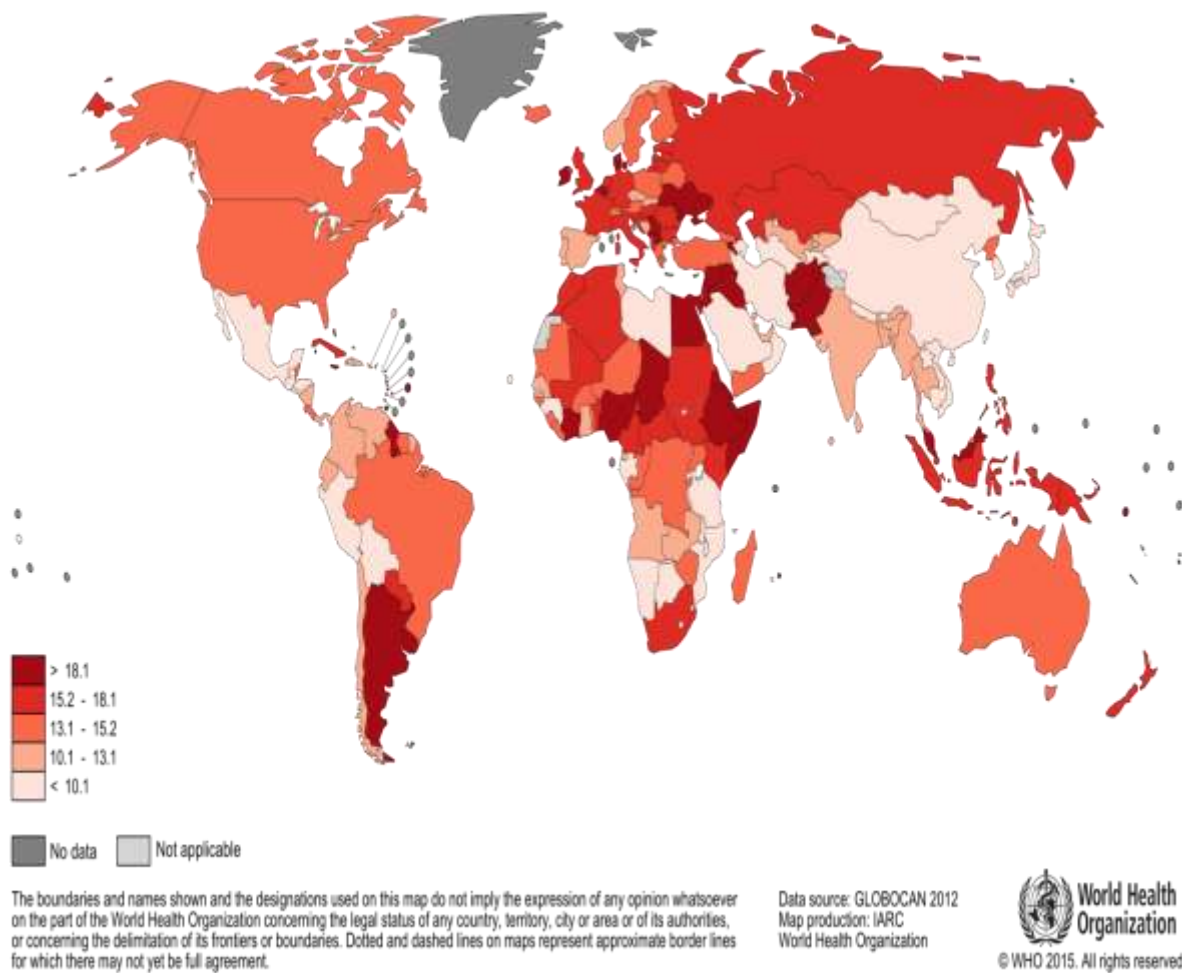 > 18.1
15.2 - 18.1
13.1 - 15.2
10.1 - 13.1
< 10.1
No data
Not applicable
The boundaries and names shown and the designations used on this map do not imply the expression of any opinion whatsoever
on the part of the World Health Organization concerning the legal status of any country, territory, city or area or of its authorities,
or concerning the delimitation of its frontiers or boundaries. Dotted and dashed lines on maps represent approximate border lines
for which there may not yet be full agreement.
Data source: GLOBOCAN 2012
Map production: IARC
World Health Organization
World Health
Organization
© WHO 2015. All rights reserved